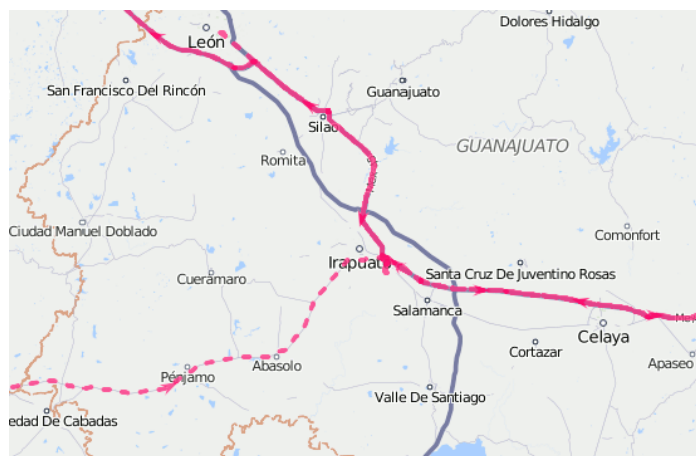 Dolores Hidalgo
León
San Francisco Del Rincón
Guanajuato
Silao
GUANAJUATO
Romita
Ciudad Manuel Doblado
Comonfort
Irapuato
Santa Cruz De Juventino Rosas
Cuerámaro
Salamanca
Celaya
Cortazar
Abasolo
Apaseo
Pénjamo
Valle De Santiago
edad De Cabadas